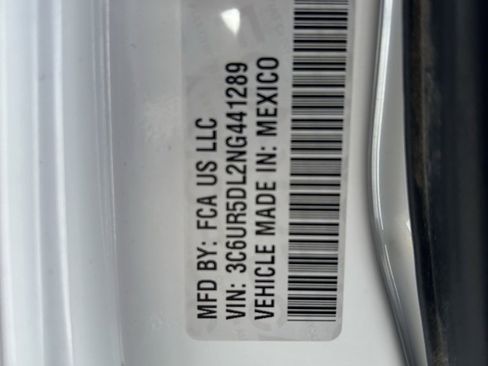 MFD BY: FCA US LLC
VIN: 3C6UR5DL2NG441289
VEHICLE MADE IN: MEXICO